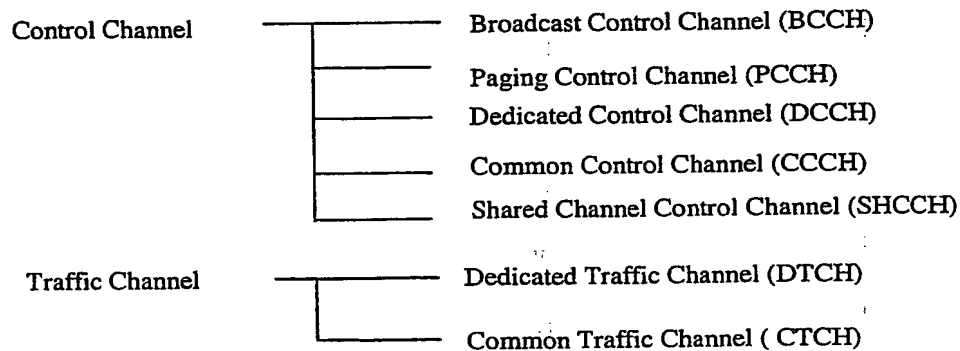 Control Channel
Broadcast Control Channel (BCCH)
Paging Control Channel (PCCH)
Dedicated Control Channel (DCCH)
Common Control Channel (CCCH)
Shared Channel Control Channel (SHCCH)
Traffic Channel
Dedicated Traffic Channel (DTCH)
Common Traffic Channel ( CTCH)